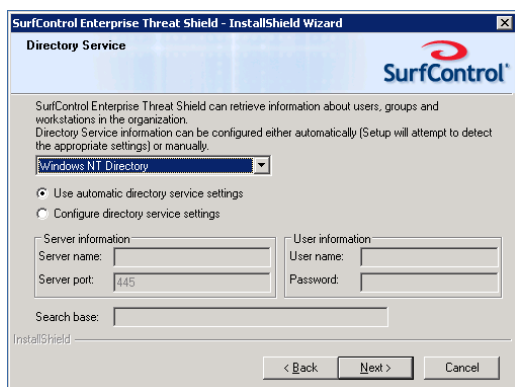 SurfControl Enterprise Threat Shield - InstallShield Wizard
Directory Service
SurfControl
SurfControl Enterprise Threat Shield can retrieve information about users, groups and
workstations in the organization.
Directory Service information can be configured either automatically (Setup will attempt to detect
the appropriate settings) or manually.
Windows NT Directory
Use automatic directory service settings
Configure directory service settings
Server information
Server name:
Server port: 445
User information
User name:
Password:
Search base:
InstallShield
< Back
Next >
Cancel